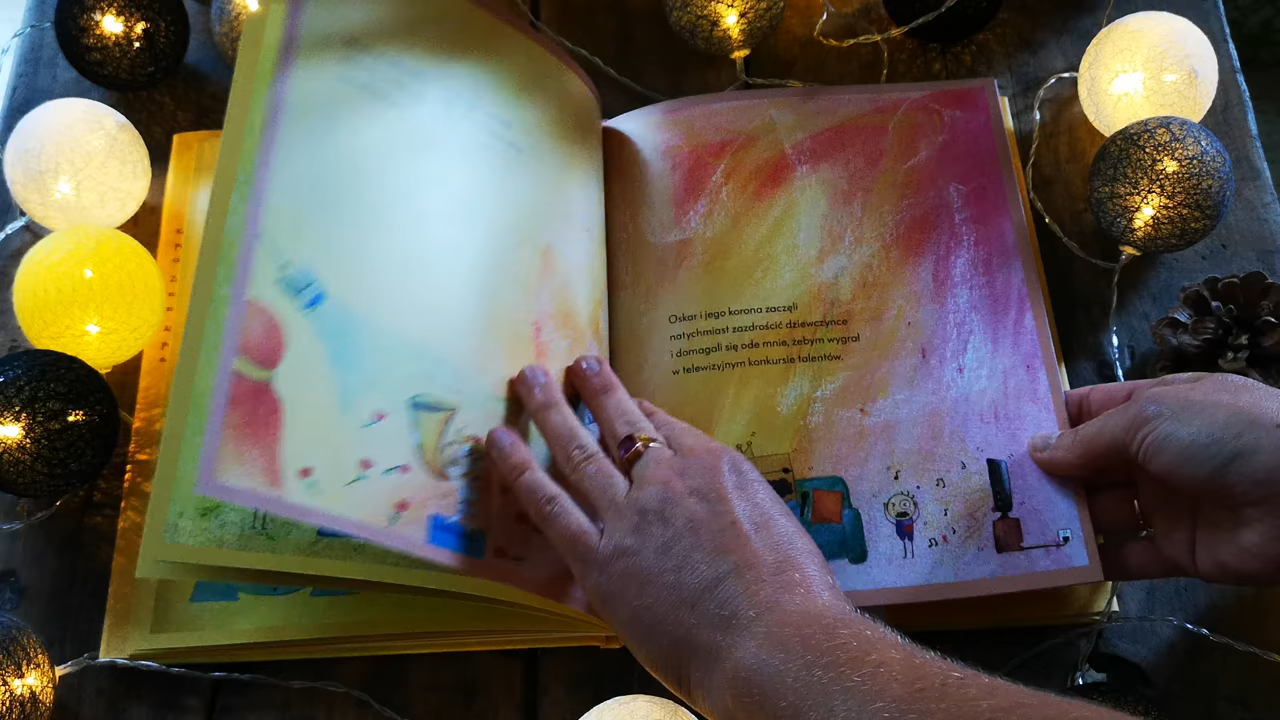 Oskar i jego korona zaczęli
natychmiast zazdrościć dziewczynce
i domagali się ode mnie, żebym wygrał
w telewizyjnym konkursie talentów.